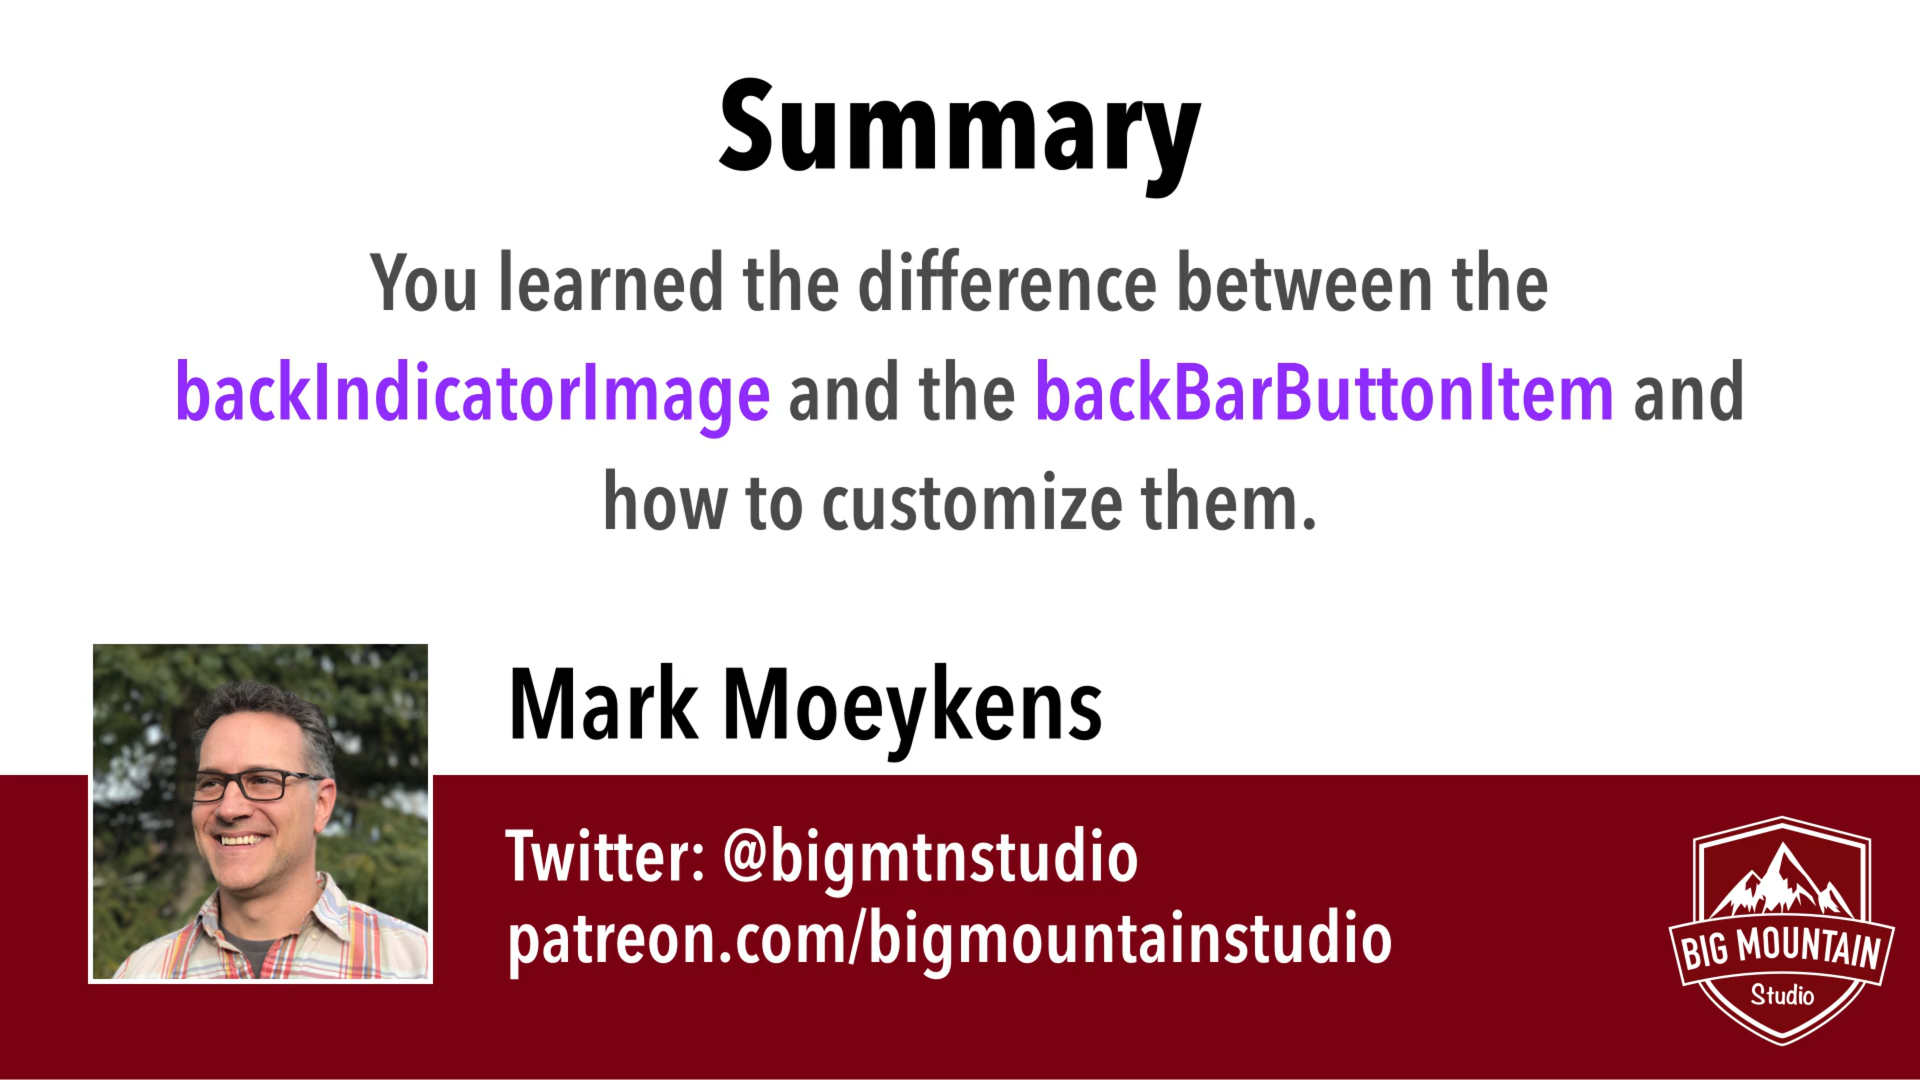 Summary
You learned the difference between the
backIndicatorImage and the backBarButtonItem and
how to customize them.
Mark Moeykens
Twitter: @bigmtnstudio
patreon.com/bigmountainstudio
BIG MOUNTAIN
Studio